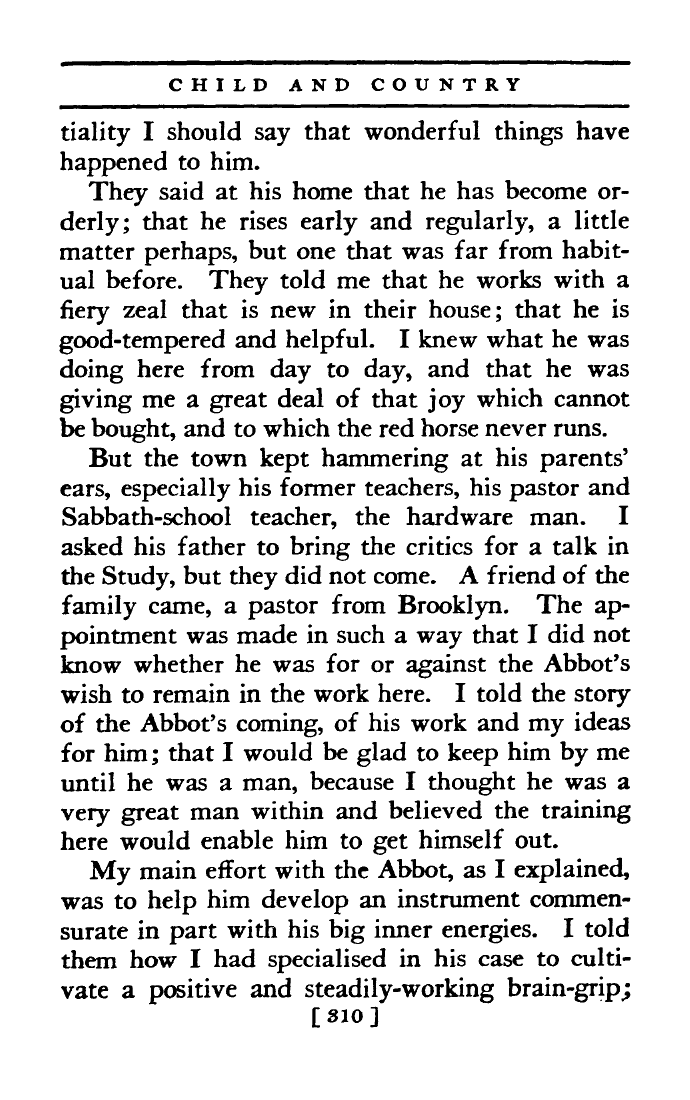 CHILD AND COUNTRY
tiality I should say that wonderful things have
happened to him.
They said at his home that he has become or-
derly; that he rises early and regularly, a little
matter perhaps, but one that was far from habit-
ual before. They told me that he works with a
fiery zeal that is new in their house; that he is
good-tempered and helpful. I knew what he was
doing here from day to day, and that he was
giving me a great deal of that joy which cannot
be bought, and to which the red horse never runs.
But the town kept hammering at his parents'
ears, especially his former teachers, his pastor and
Sabbath-school teacher, the hardware man. I
asked his father to bring the critics for a talk in
the Study, but they did not come. A friend of the
family came, a pastor from Brooklyn. The ap-
pointment was made in such a way that I did not
know whether he was for or against the Abbot's
wish to remain in the work here. I told the story
of the Abbot's coming, of his work and my ideas
for him; that I would be glad to keep him by me
until he was a man, because I thought he was a
very great man within and believed the training
here would enable him to get himself out.
My main effort with the Abbot, as I explained,
was to help him develop an instrument commen-
surate in part with his big inner energies. I told
them how I had specialised in his case to culti-
vate a positive and steadily-working brain-grip;
[310]